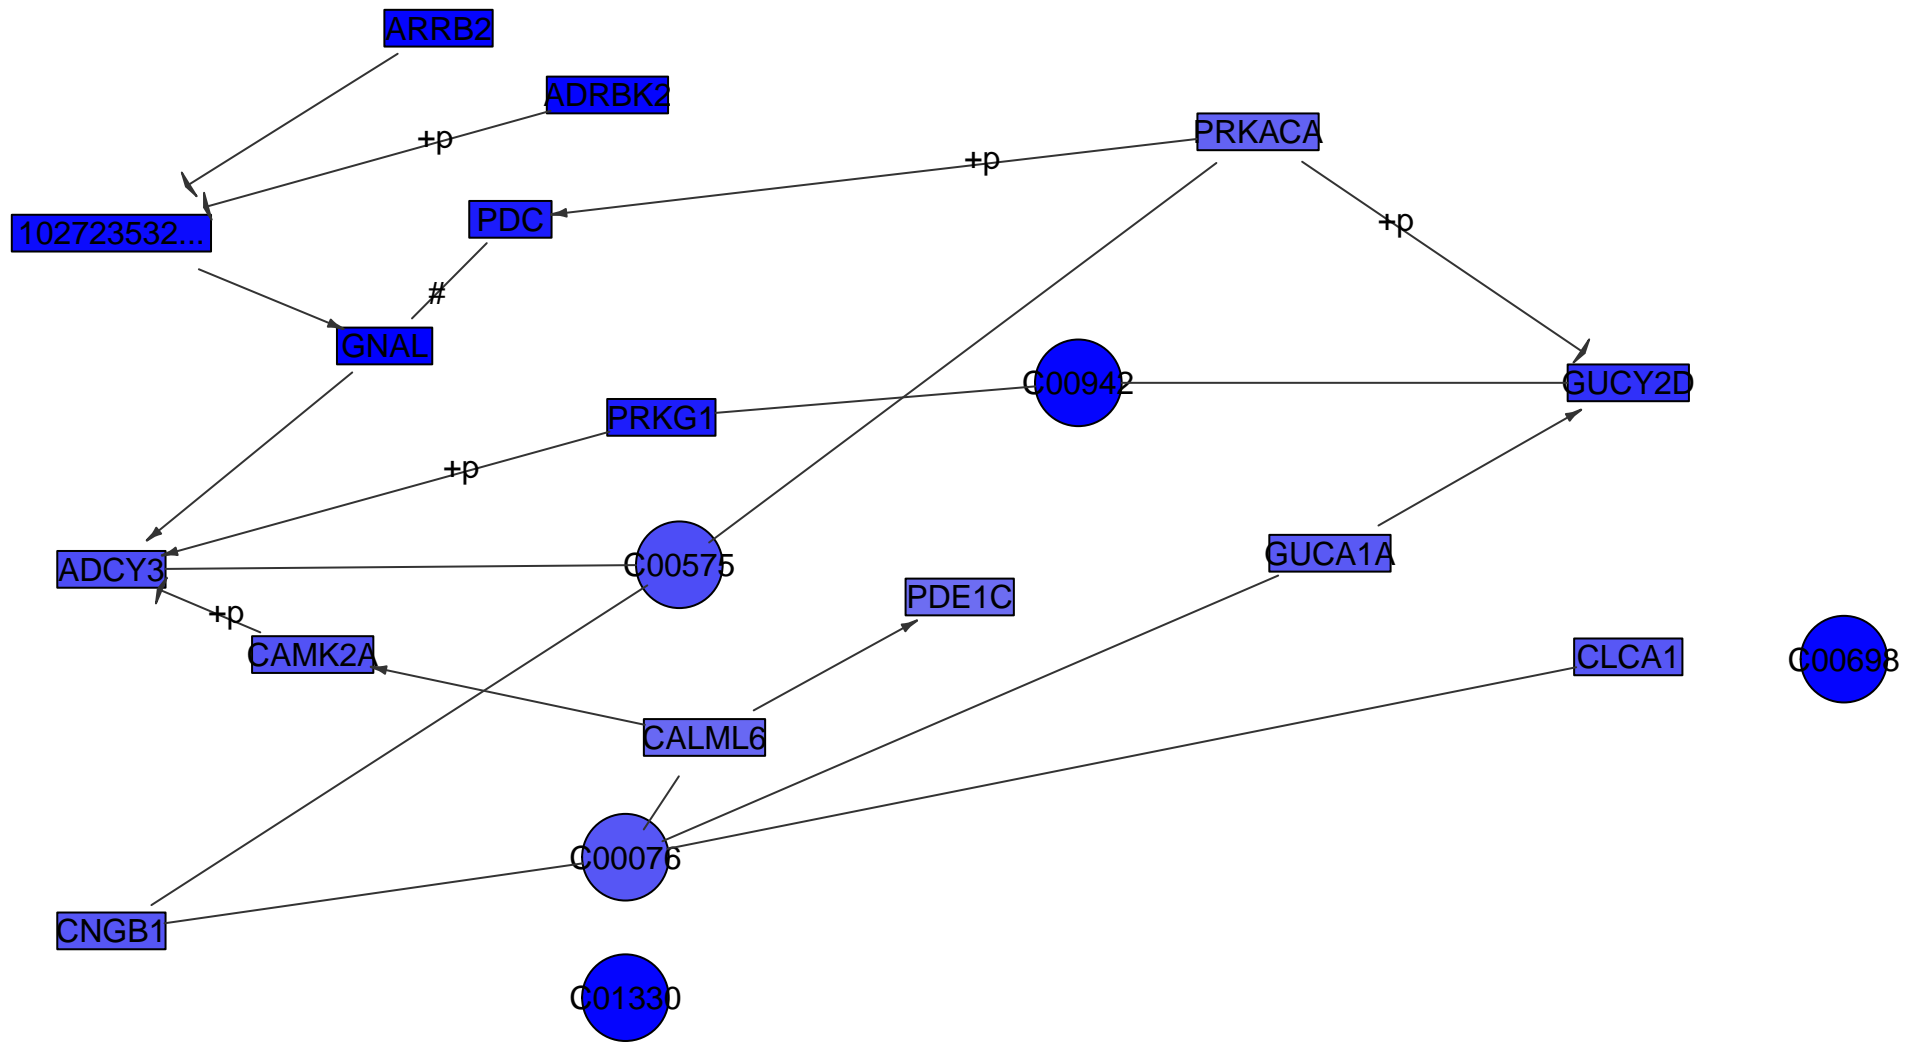 ARRB2
ADRBK2
PRKACA
+p
+p
PDC
+p
102723532...
#
GNAL
C00942
GUCY2D
PRKG1
+p
GUCA1A
ADCY3
C00575
PDE1C
+p
CAMK2A
CLCA1
C00698
CALML6
C00076
CNGB1
C01330